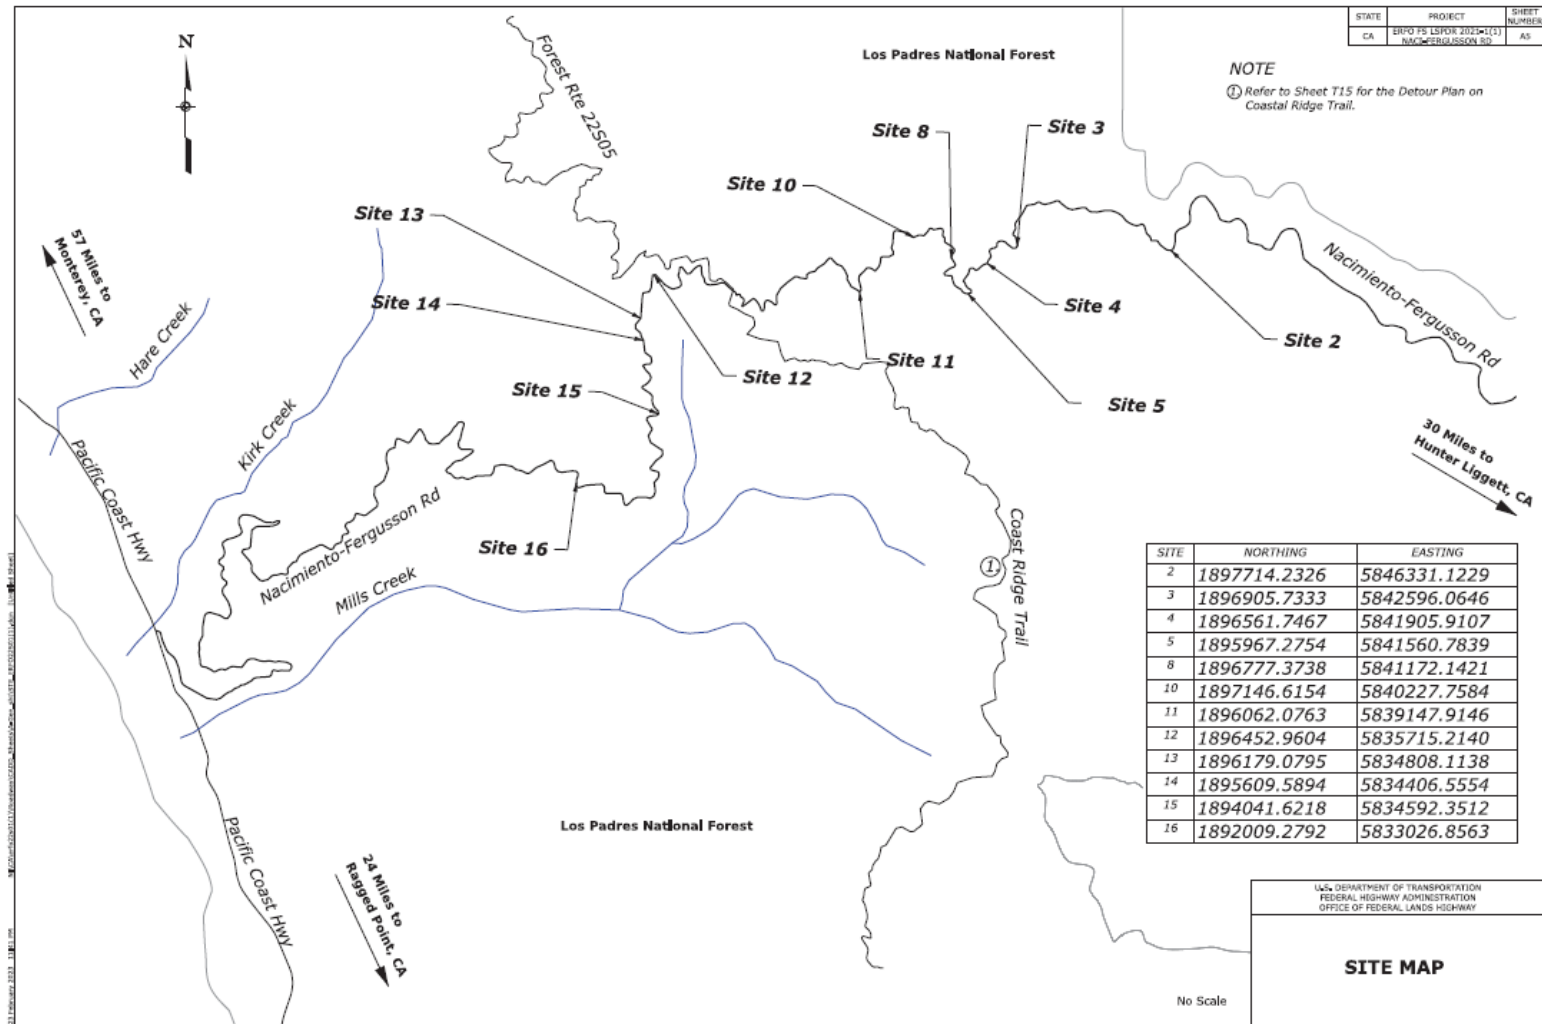 STATE PROJECT SHEET NUMBER
CA ERFO FS LSPDR 2021-1(1) NACI-FERGUSSON RD A5
N
Los Padres National Forest
NOTE
1 Refer to Sheet T15 for the Detour Plan on
Coastal Ridge Trail.
Forest Rte 22S05
Site 8
Site 3
Site 10
Site 13
57 Miles to
Monterey, CA
Nacimiento-Fergusson Rd
Site 14
Site 4
Hare Creek
Site 2
Site 11
Site 12
Site 15
Site 5
Kirk Creek
30 Miles to
Hunter Liggett, CA
Pacific Coast Hwy
Nacimiento-Fergusson Rd
Site 16
Coast Ridge Trail
1
Mills Creek
SITE NORTHING EASTING
2 1897714.2326 5846331.1229
3 1896905.7333 5842596.0646
4 1896561.7467 5841905.9107
5 1895967.2754 5841560.7839
8 1896777.3738 5841172.1421
10 1897146.6154 5840227.7584
11 1896062.0763 5839147.9146
12 1896452.9604 5835715.2140
13 1896179.0795 5834808.1138
14 1895609.5894 5834406.5554
15 1894041.6218 5834592.3512
16 1892009.2792 5833026.8563
Los Padres National Forest
Pacific Coast Hwy
24 Miles to
Ragged Point, CA
U.S. DEPARTMENT OF TRANSPORTATION
FEDERAL HIGHWAY ADMINISTRATION
OFFICE OF FEDERAL LANDS HIGHWAY
SITE MAP
No Scale
23 February 2023